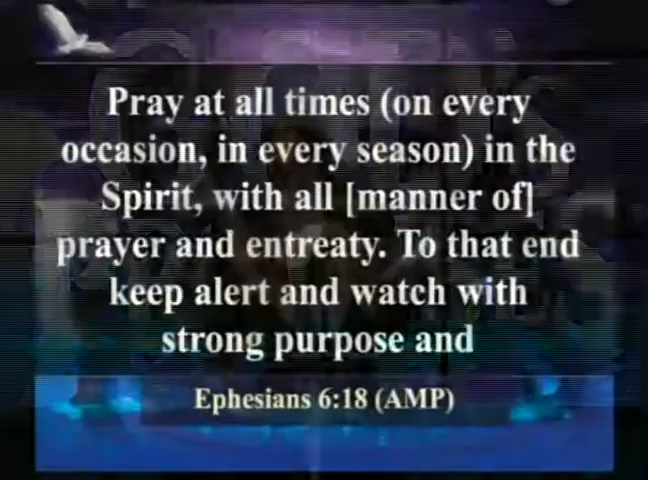 Pray at all times (on every
occasion, in every season) in the
Spirit, with all [manner of]
prayer and entreaty. To that end
keep alert and watch with
strong purpose and
Ephesians 6:18 (AMP)